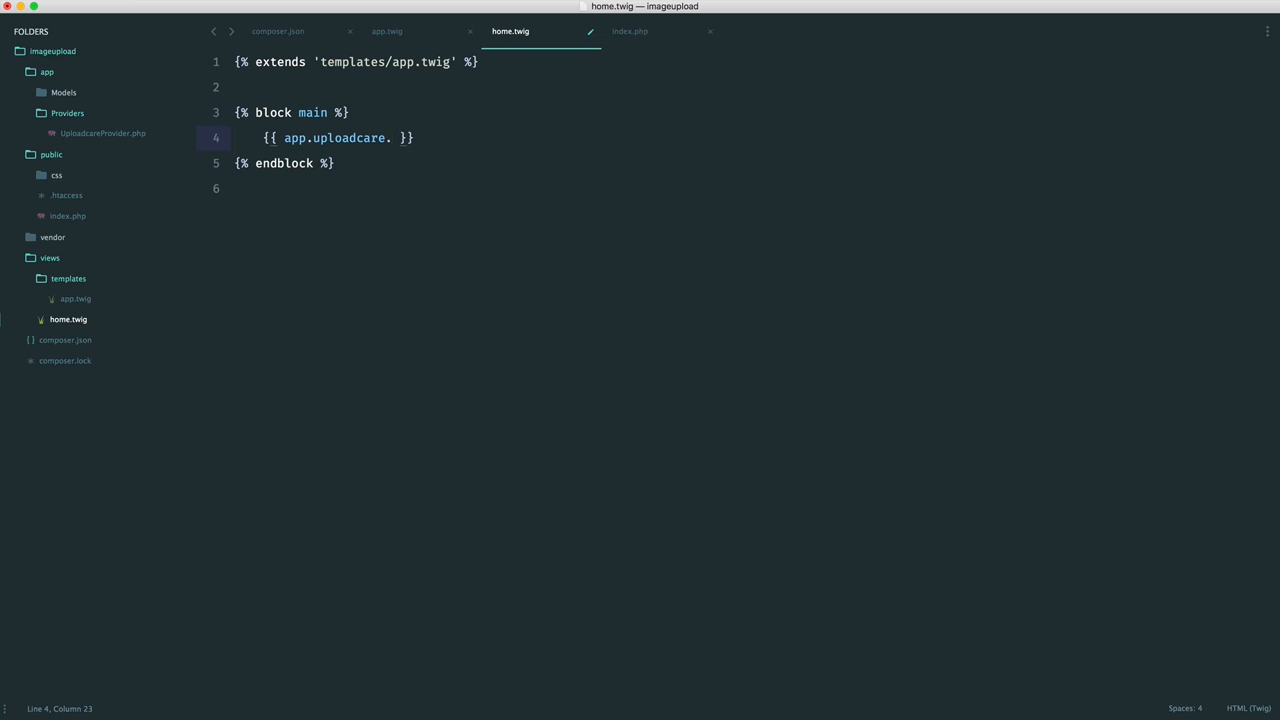 home.twig — imageupload
FOLDERS
imageupload
app
Models
Providers
UploadcareProvider.php
public
css
.htaccess
index.php
vendor
views
templates
app.twig
home.twig
composer.json
composer.lock
composer.json
app.twig
home.twig
index.php
1 {% extends 'templates/app.twig' %}
2
3 {% block main %}
4 {{ app.uploadcare. }}
5 {% endblock %}
6
Line 4, Column 23
Spaces: 4
HTML (Twig)